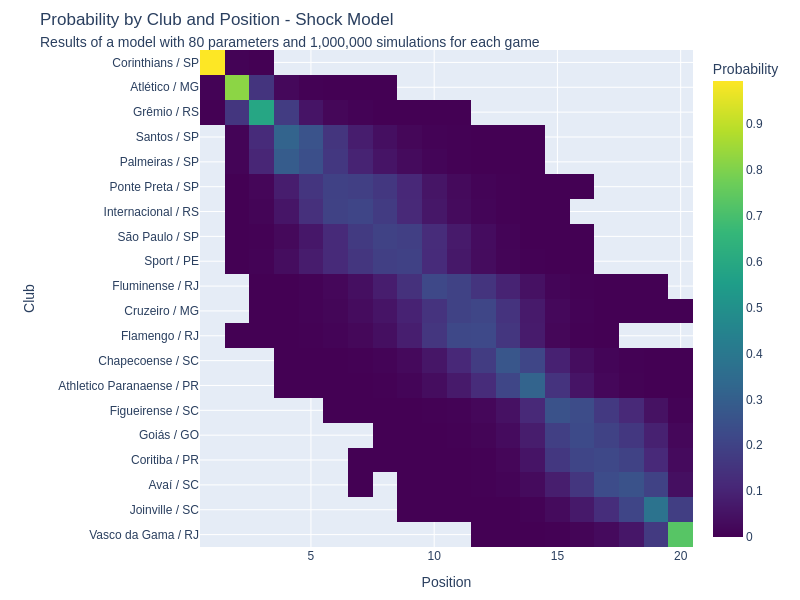 Probability by Club and Position - Shock Model
Results of a model with 80 parameters and 1,000,000 simulations for each game
Probability
Club
Corinthians / SP
Atlético / MG
Grêmio / RS
Santos / SP
Palmeiras / SP
Ponte Preta / SP
Internacional / RS
São Paulo / SP
Sport / PE
Fluminense / RJ
Cruzeiro / MG
Flamengo / RJ
Chapecoense / SC
Athletico Paranaense / PR
Figueirense / SC
Goiás / GO
Coritiba / PR
Avaí / SC
Joinville / SC
Vasco da Gama / RJ
5
10
15
20
Position
0.9
0.8
0.7
0.6
0.5
0.4
0.3
0.2
0.1
0